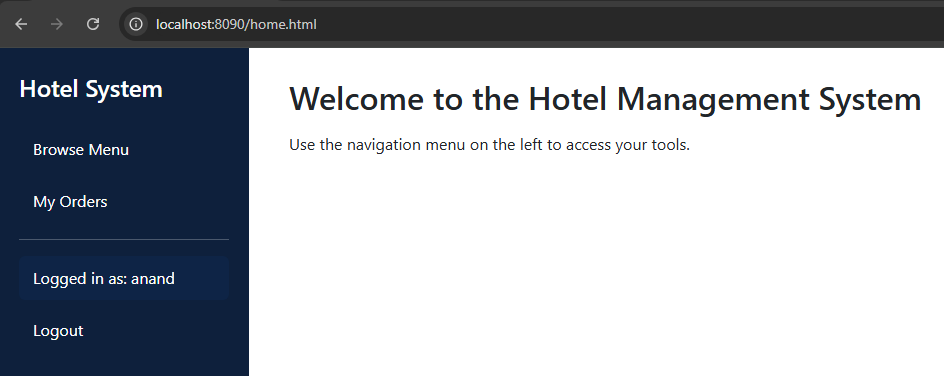 localhost:8090/home.html
Hotel System
Browse Menu
My Orders
Logged in as: anand
Logout
Welcome to the Hotel Management System
Use the navigation menu on the left to access your tools.